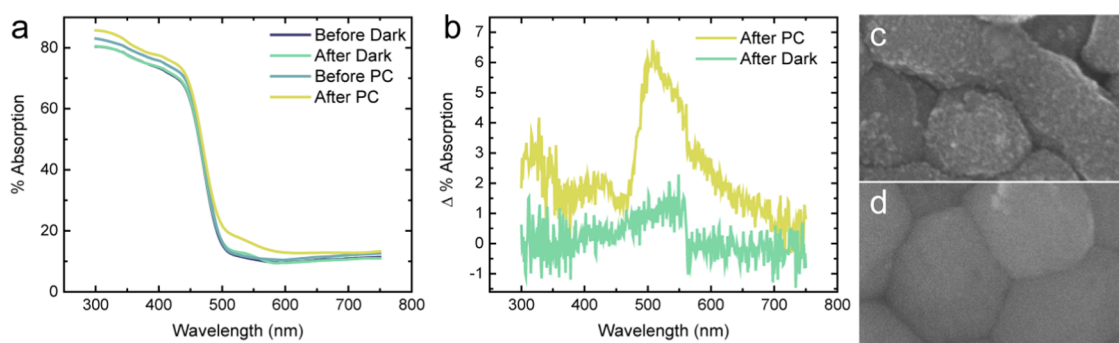 a
% Absorption
80
60
40
20
0
300 400 500 600 700 800
Wavelength (nm)
Before Dark
After Dark
Before PC
After PC
b
Δ % Absorption
7
6
5
4
3
2
1
0
-1
300 400 500 600 700 800
Wavelength (nm)
After PC
After Dark
c
d